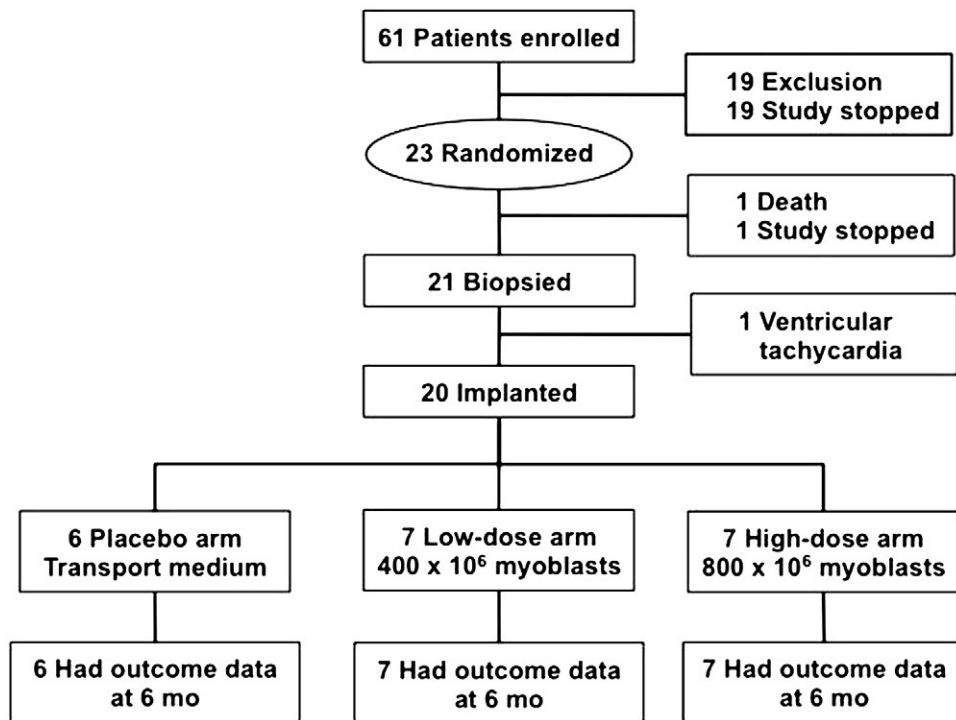 61 Patients enrolled
19 Exclusion
19 Study stopped
23 Randomized
1 Death
1 Study stopped
21 Biopsied
1 Ventricular
tachycardia
20 Implanted
6 Placebo arm
Transport medium
7 Low-dose arm
400 x 10⁶ myoblasts
7 High-dose arm
800 x 10⁶ myoblasts
6 Had outcome data
at 6 mo
7 Had outcome data
at 6 mo
7 Had outcome data
at 6 mo